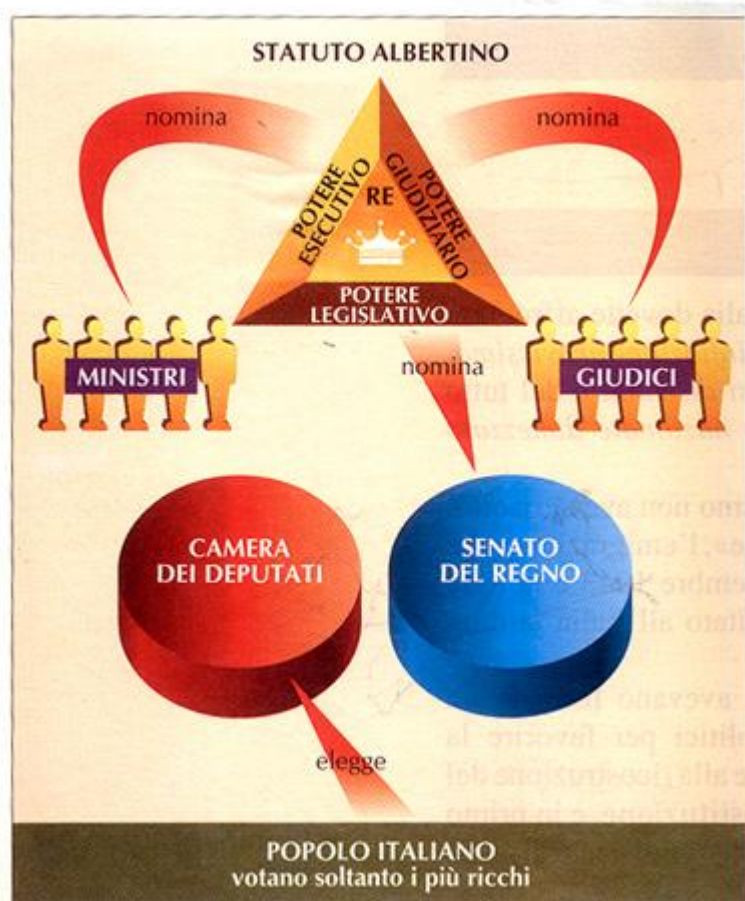 STATUTO ALBERTINO
nomina
nomina
POTERE
ESECUTIVO
RE
POTERE
GIUDIZIARIO
POTERE
LEGISLATIVO
MINISTRI
nomina
GIUDICI
CAMERA
DEI DEPUTATI
SENATO
DEL REGNO
elegge
POPOLO ITALIANO
votano soltanto i più ricchi